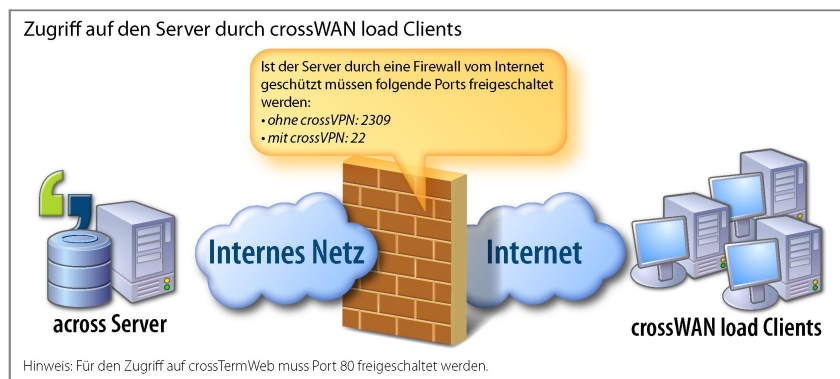 Zugriff auf den Server durch crossWAN load Clients
Ist der Server durch eine Firewall vom Internet
geschützt müssen folgende Ports freigeschaltet
werden:
• ohne crossVPN: 2309
• mit crossVPN: 22
Internes Netz
Internet
across Server
crossWAN load Clients
Hinweis: Für den Zugriff auf crossTermWeb muss Port 80 freigeschaltet werden.